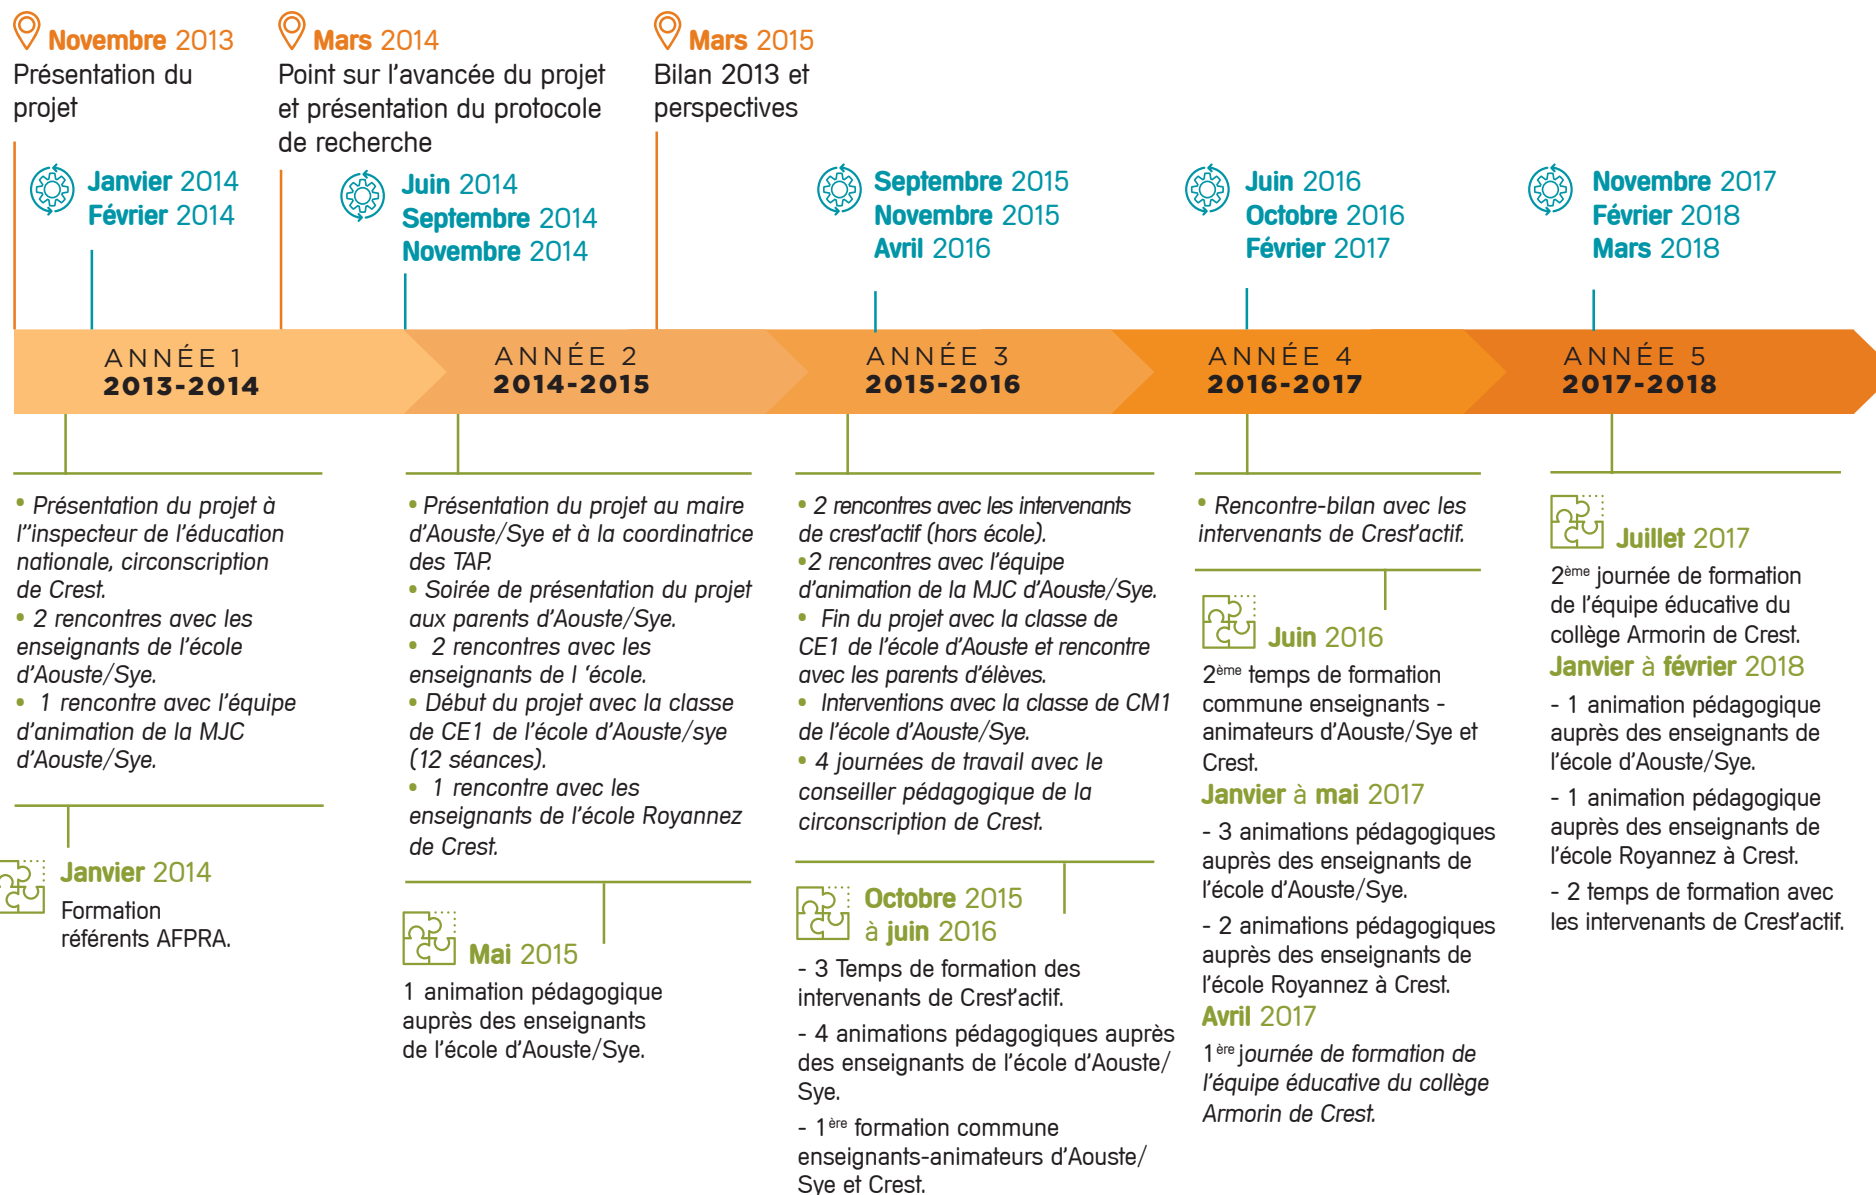 Novembre 2013
Présentation du
projet
Mars 2014
Point sur l'avancée du projet
et présentation du protocole
de recherche
Mars 2015
Bilan 2013 et
perspectives
Janvier 2014
Février 2014
Juin 2014
Septembre 2014
Novembre 2014
Septembre 2015
Novembre 2015
Avril 2016
Juin 2016
Octobre 2016
Février 2017
Novembre 2017
Février 2018
Mars 2018
ANNÉE 1
2013-2014
ANNÉE 2
2014-2015
ANNÉE 3
2015-2016
ANNÉE 4
2016-2017
ANNÉE 5
2017-2018
• Présentation du projet à
l''inspecteur de l'éducation
nationale, circonscription
de Crest.
• 2 rencontres avec les
enseignants de l'école
d'Aouste/Sye.
• 1 rencontre avec l'équipe
d'animation de la MJC
d'Aouste/Sye.
Janvier 2014
Formation
référents AFPRA.
• Présentation du projet au maire
d'Aouste/Sye et à la coordinatrice
des TAP.
• Soirée de présentation du projet
aux parents d'Aouste/Sye.
• 2 rencontres avec les
enseignants de l 'école.
• Début du projet avec la classe
de CE1 de l'école d'Aouste/sye
(12 séances).
• 1 rencontre avec les
enseignants de l'école Royannez
de Crest.
Mai 2015
1 animation pédagogique
auprès des enseignants
de l'école d'Aouste/Sye.
• 2 rencontres avec les intervenants
de crest'actif (hors école).
•2 rencontres avec l'équipe
d'animation de la MJC d'Aouste/Sye.
• Fin du projet avec la classe de
CE1 de l'école d'Aouste et rencontre
avec les parents d'élèves.
• Interventions avec la classe de CM1
de l'école d'Aouste/Sye.
• 4 journées de travail avec le
conseiller pédagogique de la
circonscription de Crest.
Octobre 2015
à juin 2016
- 3 Temps de formation des
intervenants de Crest'actif.
- 4 animations pédagogiques auprès
des enseignants de l'école d'Aouste/
Sye.
- 1ère formation commune
enseignants-animateurs d'Aouste/
Sye et Crest.
• Rencontre-bilan avec les
intervenants de Crest'actif.
Juin 2016
2ème temps de formation
commune enseignants -
animateurs d'Aouste/Sye et
Crest.
Janvier à mai 2017
- 3 animations pédagogiques
auprès des enseignants de
l'école d'Aouste/Sye.
- 2 animations pédagogiques
auprès des enseignants de
l'école Royannez à Crest.
Avril 2017
1ère journée de formation de
l'équipe éducative du collège
Armorin de Crest.
Juillet 2017
2ème journée de formation
de l'équipe éducative du
collège Armorin de Crest.
Janvier à février 2018
- 1 animation pédagogique
auprès des enseignants de
l'école d'Aouste/Sye.
- 1 animation pédagogique
auprès des enseignants de
l'école Royannez à Crest.
- 2 temps de formation avec
les intervenants de Crest'actif.